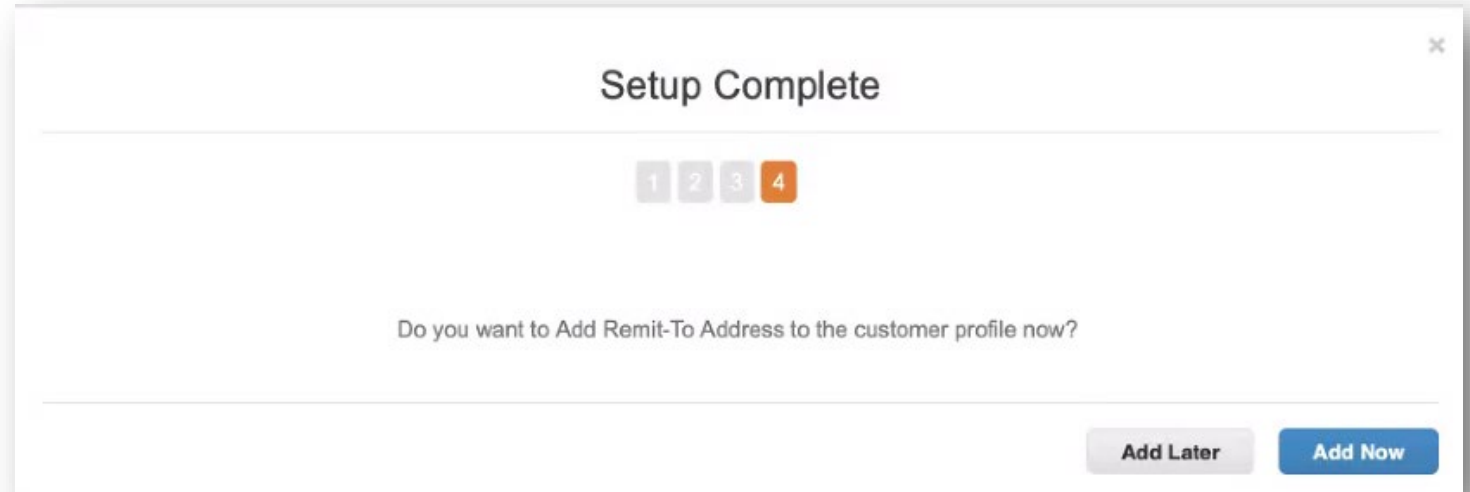 Setup Complete
1 2 3 4
Do you want to Add Remit-To Address to the customer profile now?
Add Later Add Now